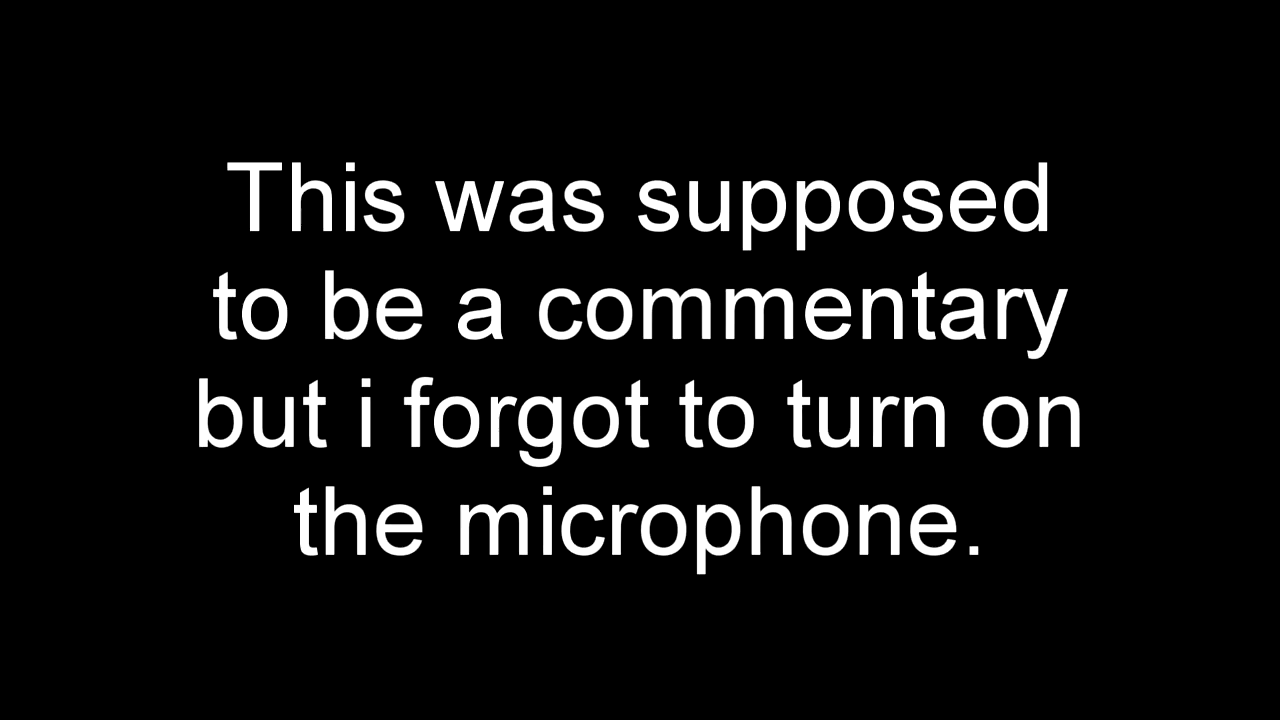 This was supposed
to be a commentary
but i forgot to turn on
the microphone.